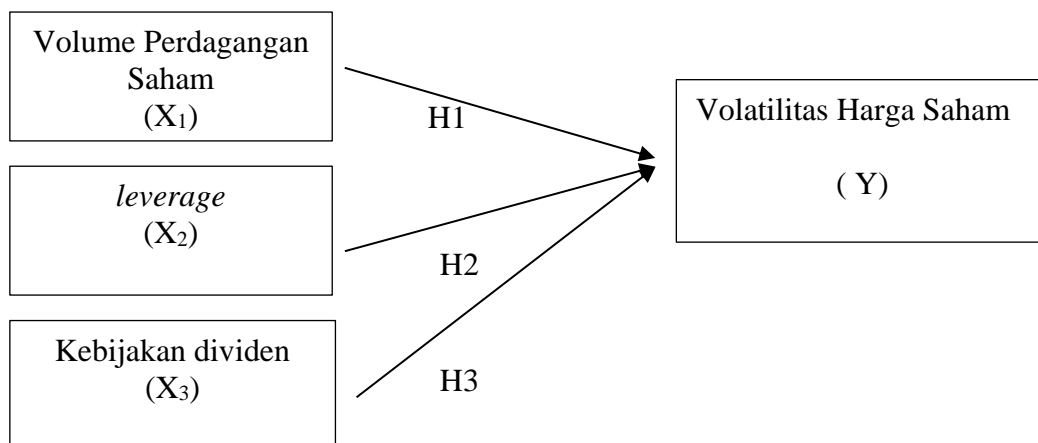 Volume Perdagangan
Saham
(X₁)
H1
Volatilitas Harga Saham
( Y)
leverage
(X₂)
H2
Kebijakan dividen
(X₃)
H3